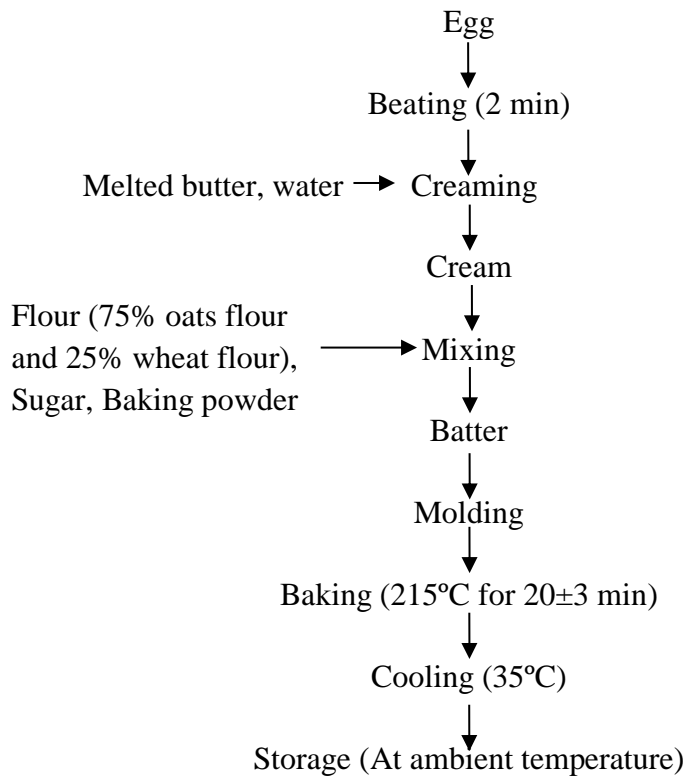 Egg
Beating (2 min)
Melted butter, water
Creaming
Cream
Flour (75% oats flour
and 25% wheat flour),
Sugar, Baking powder
Mixing
Batter
Molding
Baking (215ºC for 20±3 min)
Cooling (35ºC)
Storage (At ambient temperature)